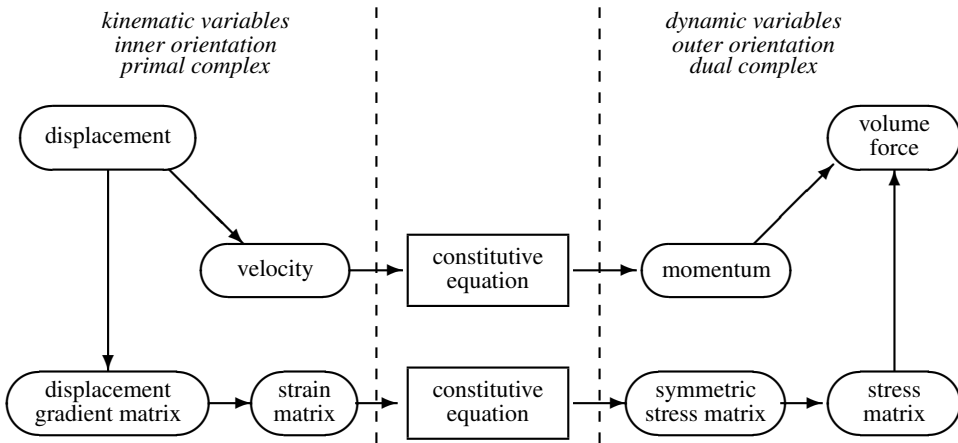 kinematic variables
inner orientation
primal complex
dynamic variables
outer orientation
dual complex
displacement
volume
force
velocity
constitutive
equation
momentum
displacement
gradient matrix
strain
matrix
constitutive
equation
symmetric
stress matrix
stress
matrix